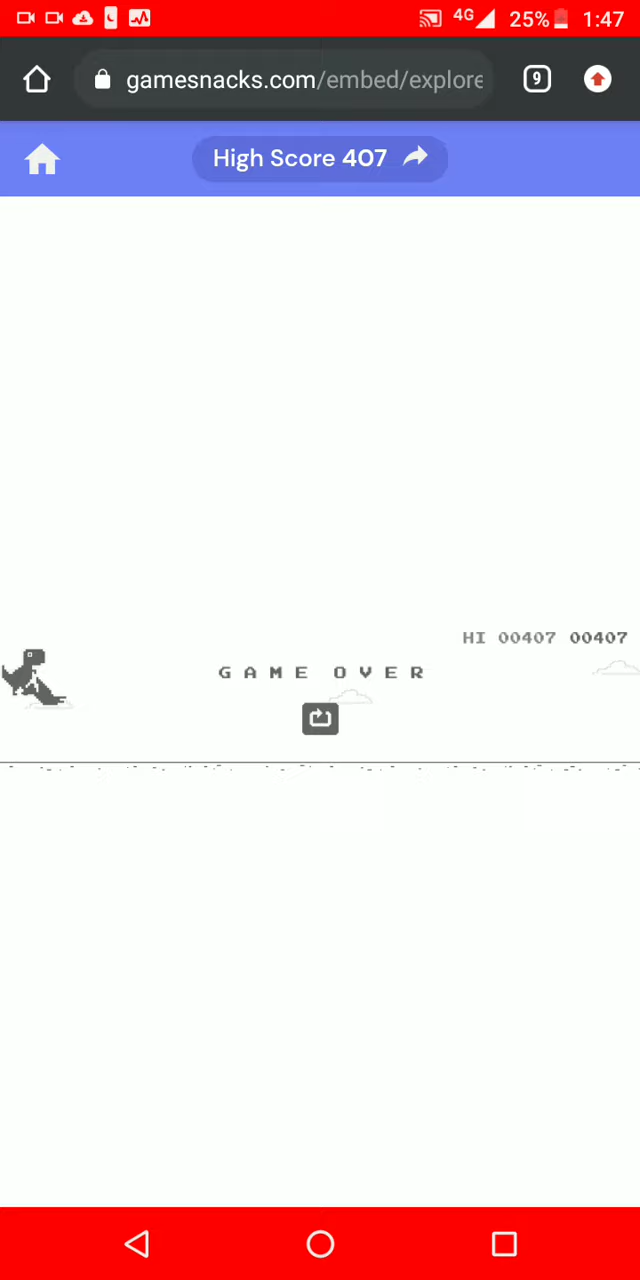 4G 25% 1:47
gamesnacks.com/embed/explore 9
High Score 407
HI 00407 00407
GAME OVER